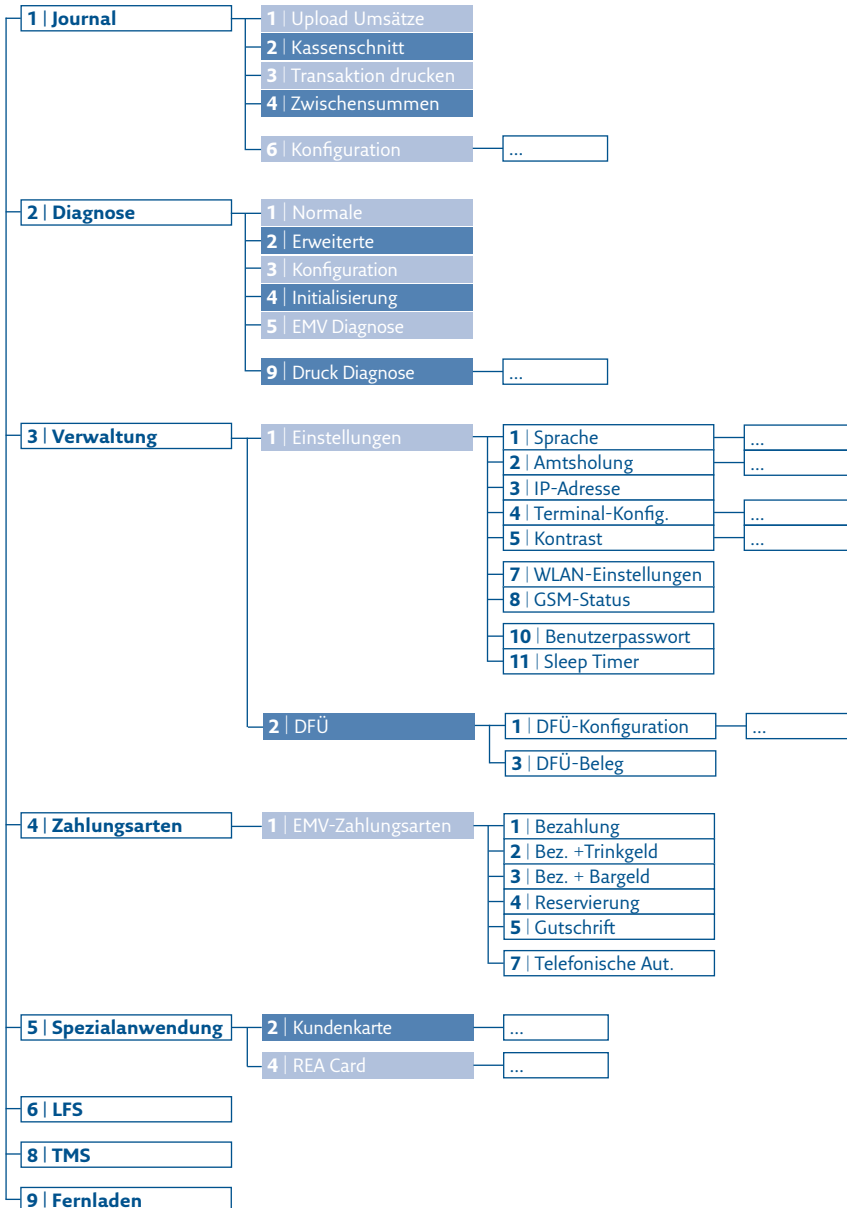 1 | Journal
1 | Upload Umsätze
2 | Kassenschnitt
3 | Transaktion drucken
4 | Zwischensummen
6 | Konfiguration
...
2 | Diagnose
1 | Normale
2 | Erweiterte
3 | Konfiguration
4 | Initialisierung
5 | EMV Diagnose
9 | Druck Diagnose
...
3 | Verwaltung
1 | Einstellungen
1 | Sprache
...
2 | Amtsholung
...
3 | IP-Adresse
4 | Terminal-Konfig.
...
5 | Kontrast
...
7 | WLAN-Einstellungen
8 | GSM-Status
10 | Benutzerpasswort
11 | Sleep Timer
2 | DFÜ
1 | DFÜ-Konfiguration
...
3 | DFÜ-Beleg
4 | Zahlungsarten
1 | EMV-Zahlungsarten
1 | Bezahlung
2 | Bez. +Trinkgeld
3 | Bez. + Bargeld
4 | Reservierung
5 | Gutschrift
7 | Telefonische Aut.
5 | Spezialanwendung
2 | Kundenkarte
...
4 | REA Card
...
6 | LFS
8 | TMS
9 | Fernladen